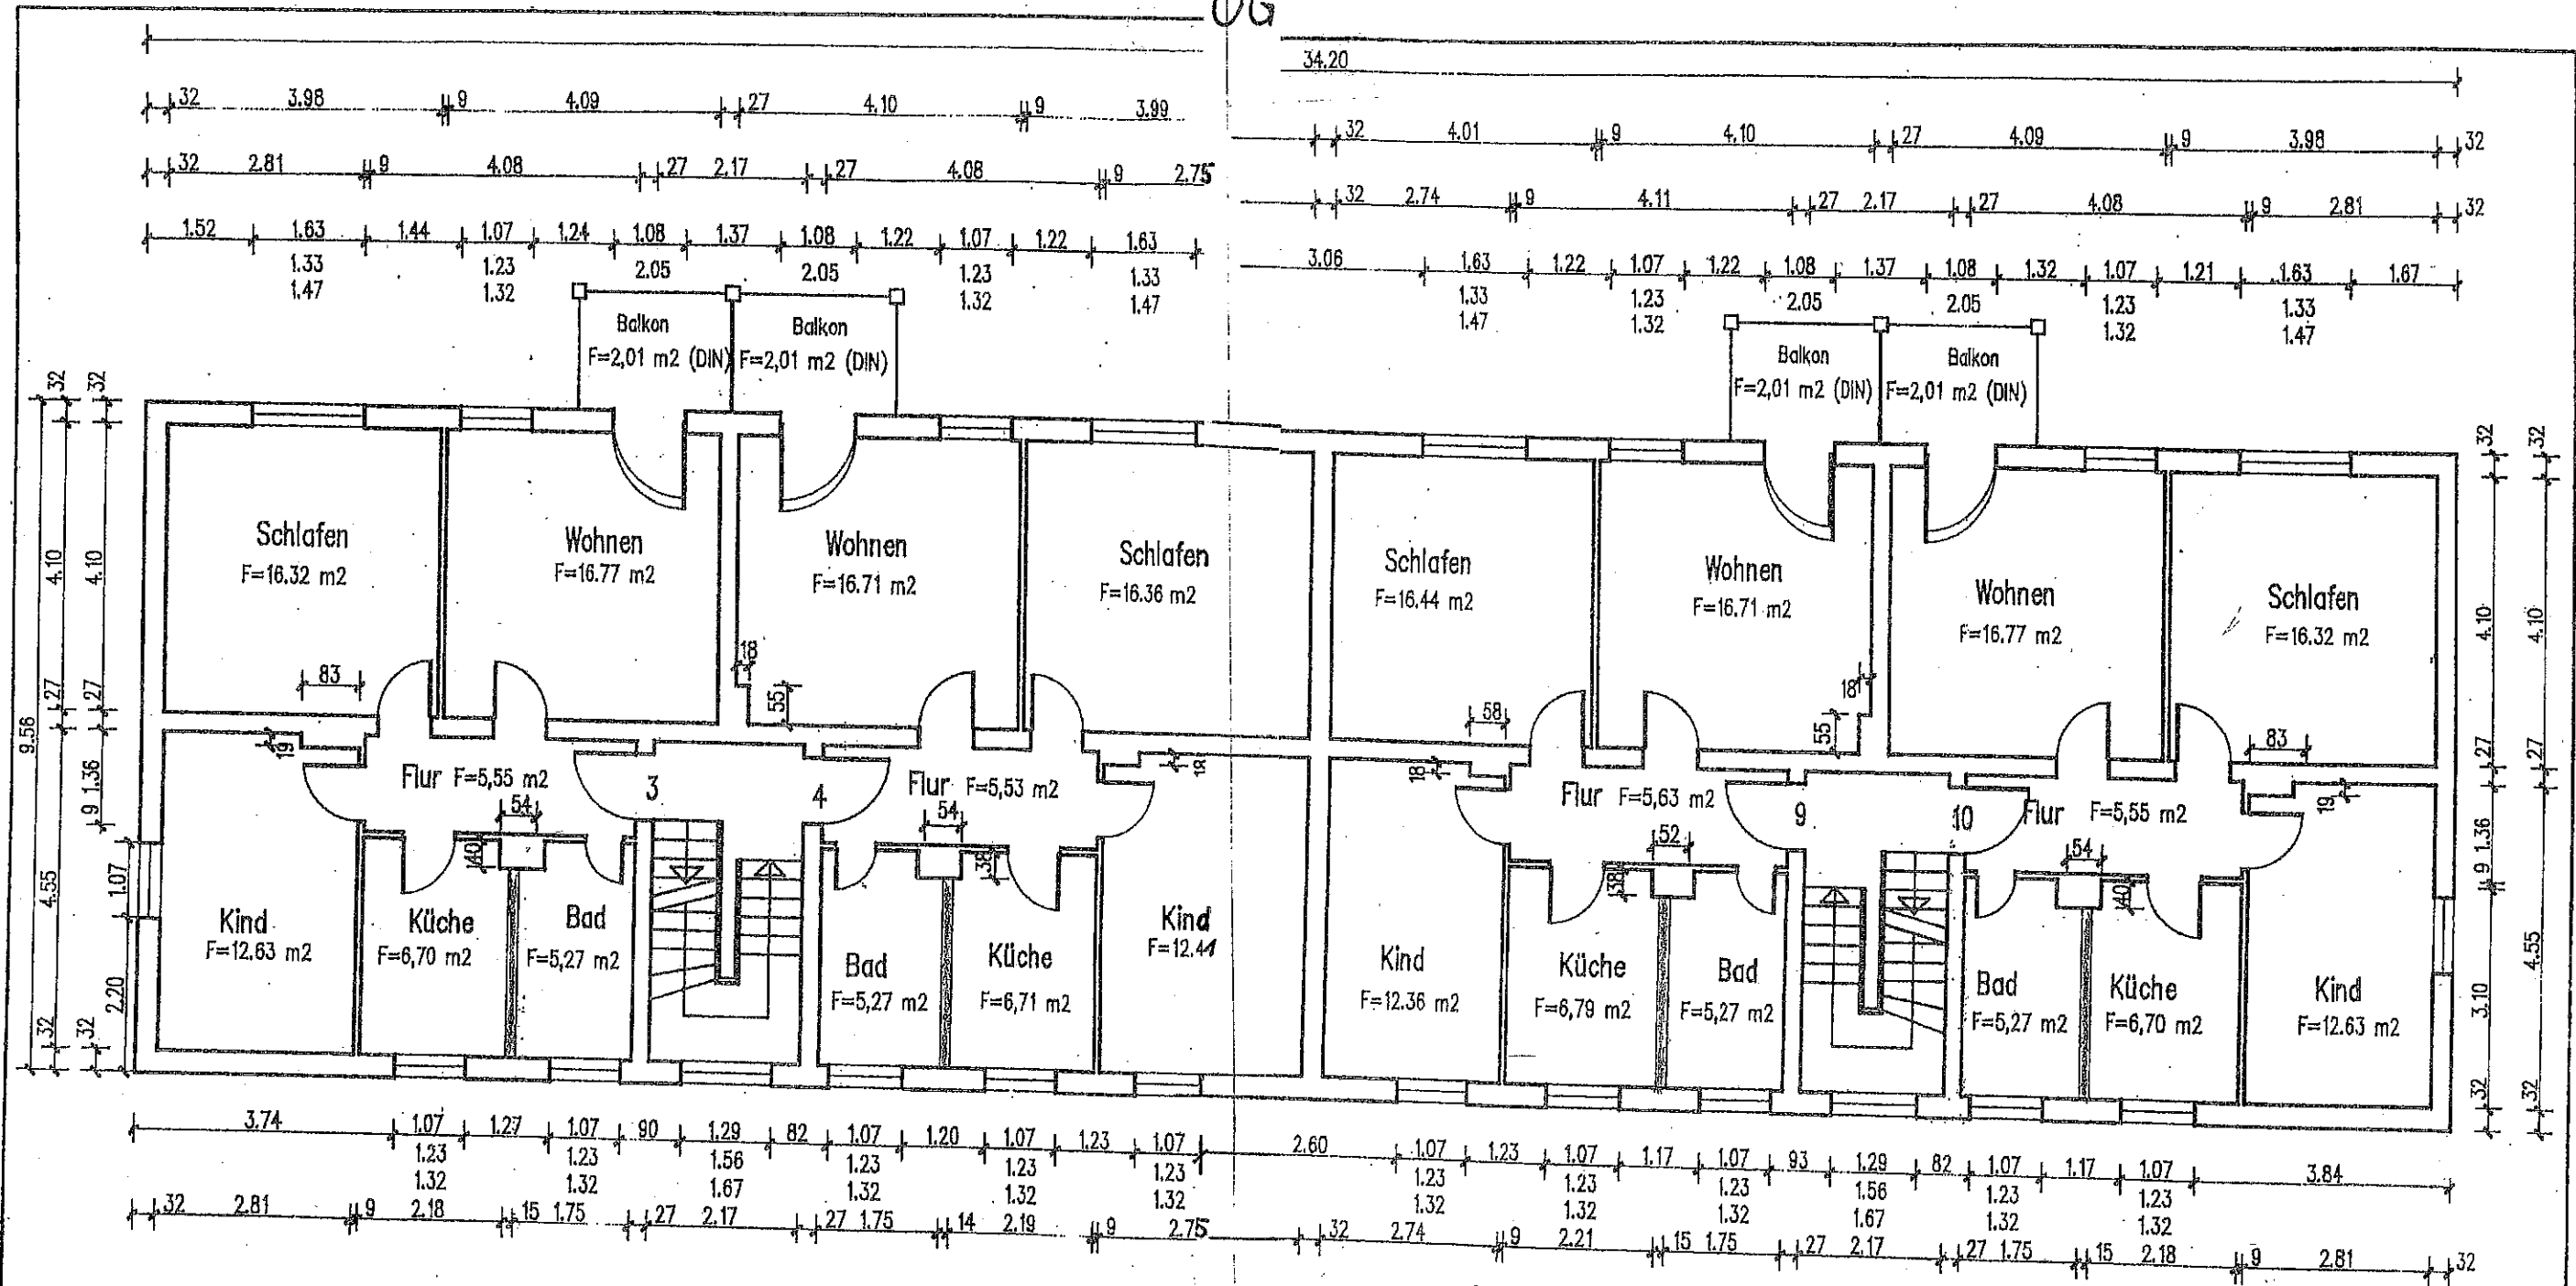 OG
34.20
32 3.98 9 4.09 27 4.10 9 3.99
32 4.01 9 4.10 27 4.09 9 3.98 32
32 2.81 9 4.08 27 2.17 27 4.08 9 2.75
32 2.74 9 4.11 27 2.17 27 4.08 9 2.81 32
1.52 1.63 1.44 1.07 1.24 1.08 1.37 1.08 1.22 1.07 1.22 1.63
3.06 1.63 1.22 1.07 1.22 1.08 1.37 1.08 1.32 1.07 1.21 1.63 1.67
1.33 1.23 2.05 2.05 1.23 1.33
1.47 1.32 1.32 1.47
1.33 1.23 2.05 2.05 1.23 1.33
1.47 1.32 1.32 1.47
Balkon
F=2,01 m2 (DIN)
Balkon
F=2,01 m2 (DIN)
Balkon
F=2,01 m2 (DIN)
Balkon
F=2,01 m2 (DIN)
9.56
32 4.10 27 4.55 32
32 4.10 27 1.36 9 32
1.07 2.20
Schlafen
F=16.32 m2
Wohnen
F=16.77 m2
Wohnen
F=16.71 m2
Schlafen
F=16.36 m2
Schlafen
F=16.44 m2
Wohnen
F=16.71 m2
Wohnen
F=16.77 m2
Schlafen
F=16.32 m2
83
18
55
58
18
55
83
19
Flur F=5,55 m2
54
40
3
4
Flur F=5,53 m2
54
38
18
18
Flur F=5,63 m2
52
38
9
10
Flur F=5,55 m2
54
40
19
Kind
F=12.63 m2
Küche
F=6,70 m2
Bad
F=5,27 m2
Bad
F=5,27 m2
Küche
F=6,71 m2
Kind
F=12.41
Kind
F=12.36 m2
Küche
F=6,79 m2
Bad
F=5,27 m2
Bad
F=5,27 m2
Küche
F=6,70 m2
Kind
F=12.63 m2
32 4.10 27 1.36 9 3.10 32
32 4.10 27 4.55 32
3.74 1.07 1.27 1.07 90 1.29 82 1.07 1.20 1.07 1.23 1.07
2.60 1.07 1.23 1.07 1.17 1.07 93 1.29 82 1.07 1.17 1.07 3.84
1.23 1.23 1.56 1.23 1.23 1.23
1.32 1.32 1.67 1.32 1.32 1.32
1.23 1.23 1.23 1.56 1.23 1.23
1.32 1.32 1.32 1.67 1.32 1.32
32 2.81 9 2.18 15 1.75 27 2.17 27 1.75 14 2.19 9 2.75
32 2.74 9 2.21 15 1.75 27 2.17 27 1.75 15 2.18 9 2.81 32